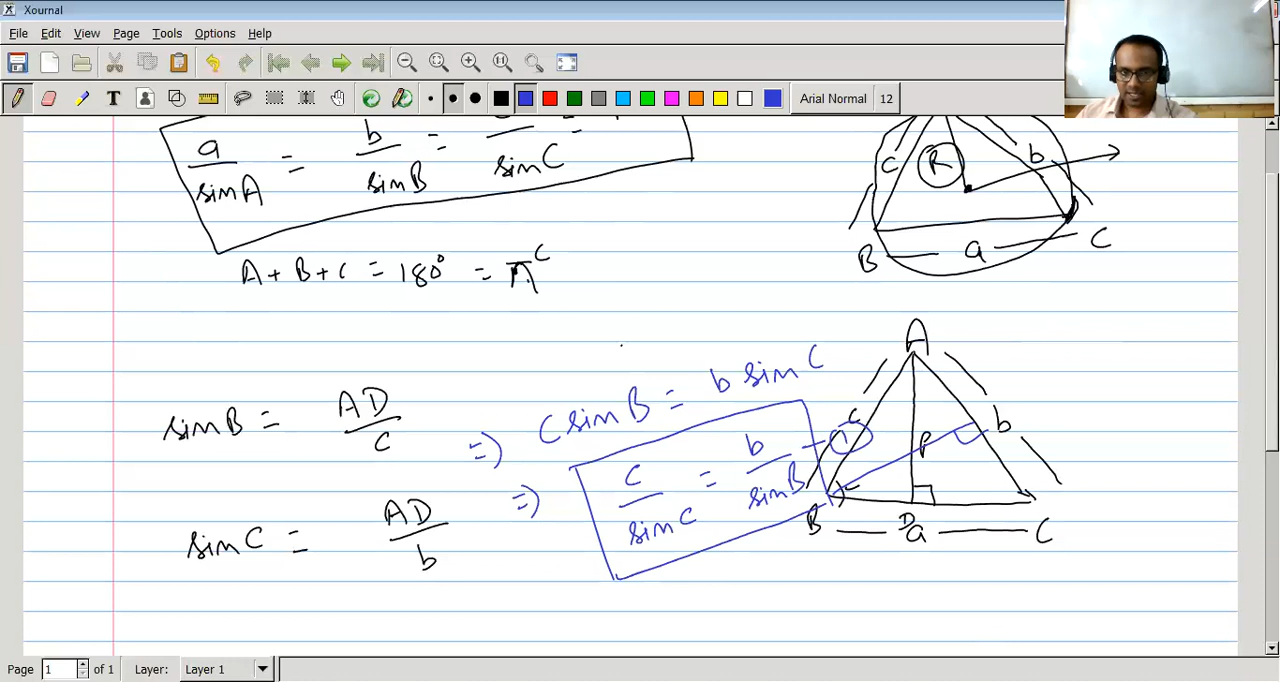 Xournal
File Edit View Page Tools Options Help
Arial Normal 12
a/sinA = b/sinB = /sinC =
A + B + C = 180° = π^c
C R b
B a C
sinB = AD/c
=> c sinB = b sinC
sinC = AD/b
=> c/sinC = b/sinB - 1
A
c P b
B D a C
Page 1 of 1 Layer: Layer 1